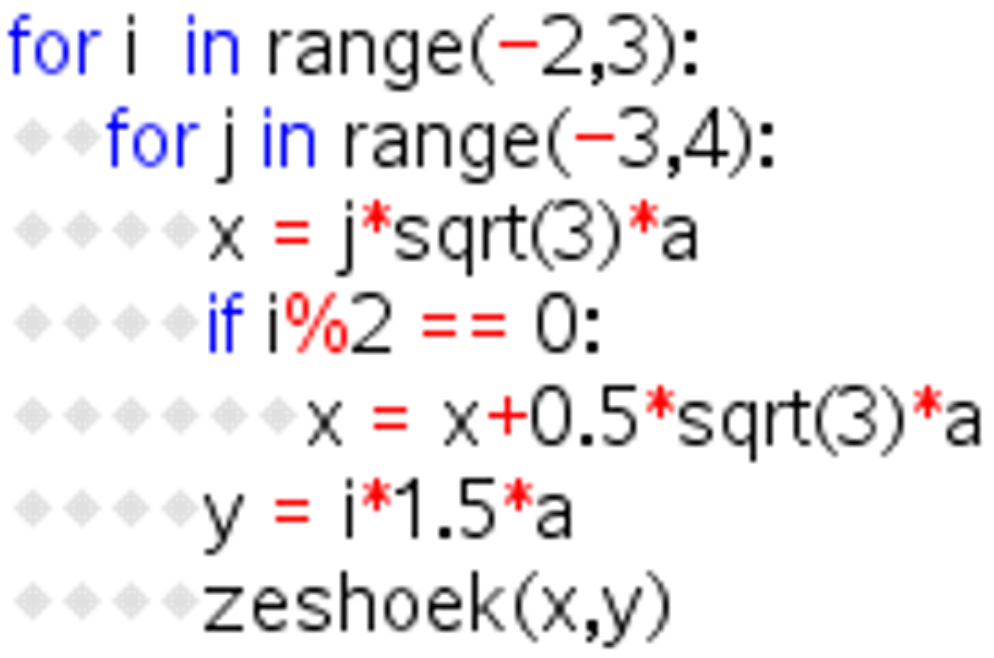 for i  in range(-2,3):
  for j in range(-3,4):
    x = j*sqrt(3)*a
    if i%2 == 0:
      x = x+0.5*sqrt(3)*a
    y = i*1.5*a
    zeshoek(x,y)